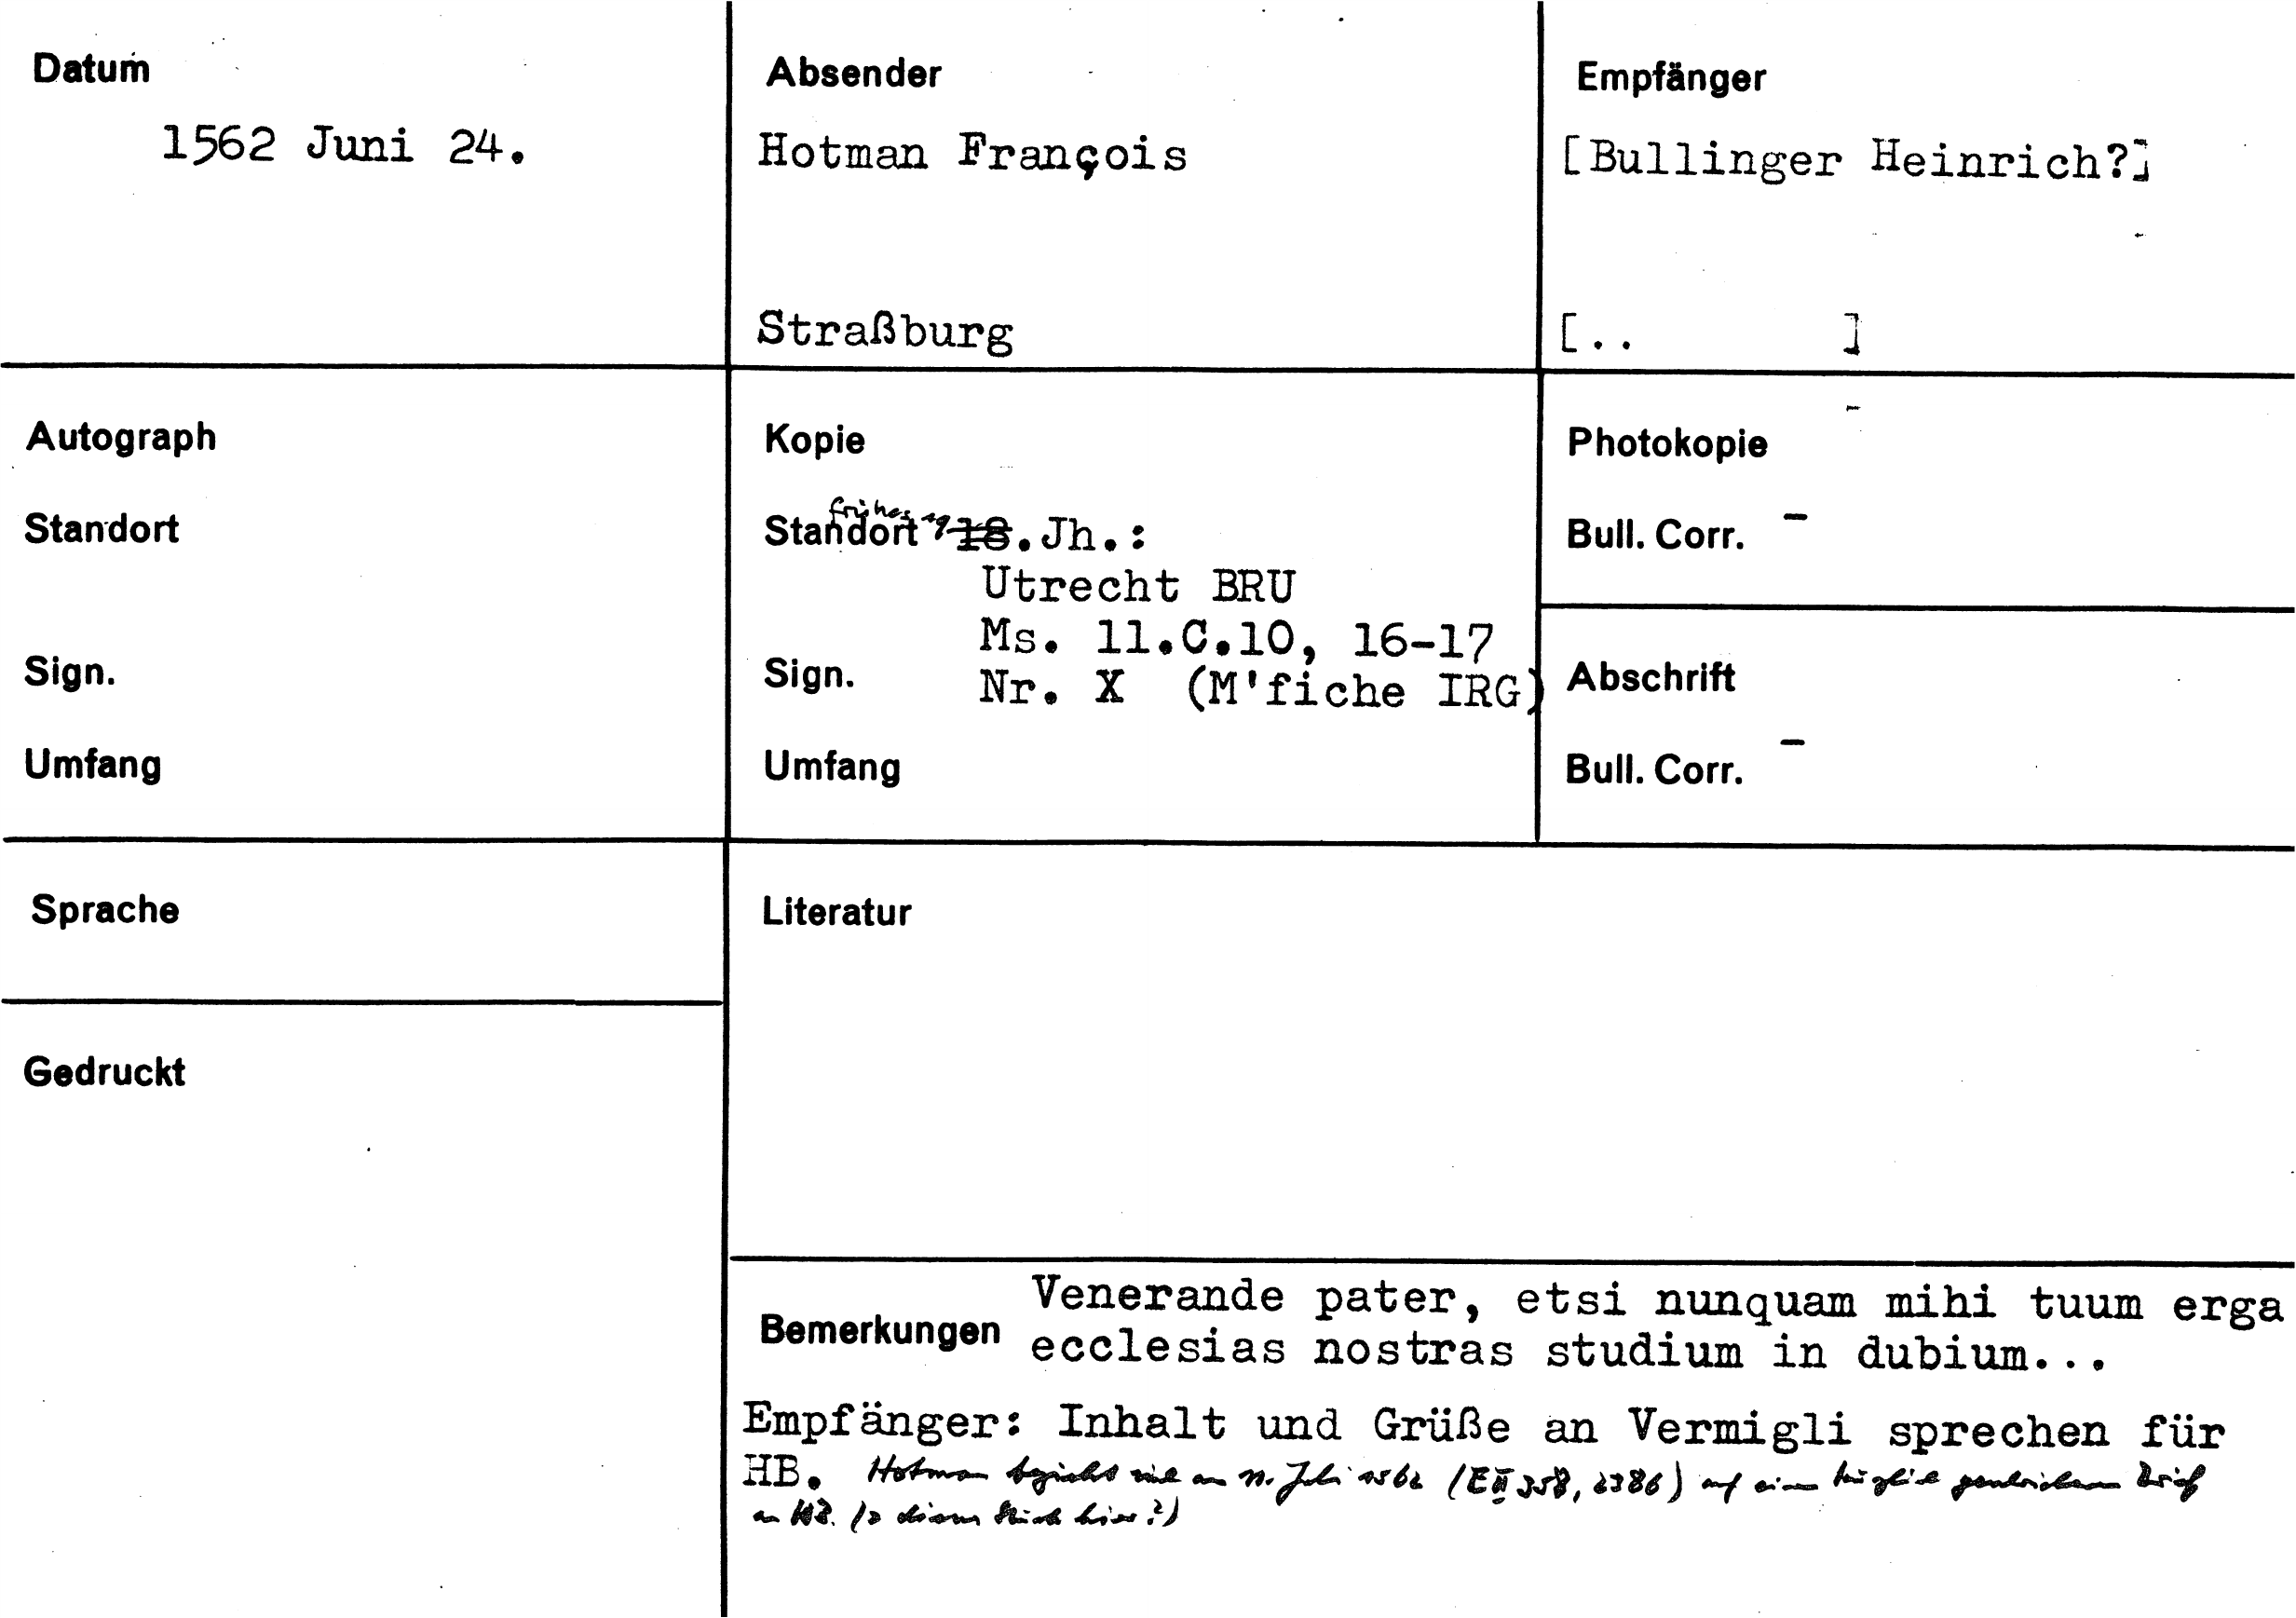 Datum
1562 Juni 24.
Absender
Hotman François
Straßburg
Empfänger
[Bullinger Heinrich?]
[.. ]
Autograph
Standort
Sign.
Umfang
Kopie
frühes 19
Standort 18.Jh.:
Utrecht BRU
Ms. 11.C.10, 16-17
Sign. Nr. X (M'fiche IRG)
Umfang
Photokopie
Bull. Corr. -
Abschrift
Bull. Corr. -
Sprache
Gedruckt
Literatur
Bemerkungen
Venerande pater, etsi nunquam mihi tuum erga
ecclesias nostras studium in dubium...
Empfänger: Inhalt und Grüße an Vermigli sprechen für
HB. Hotman bezieht sich am Juli 1562 (E II 358, 2386) auf einen kürzlich geschriebenen Brief
an HB. (= diesen hier?)